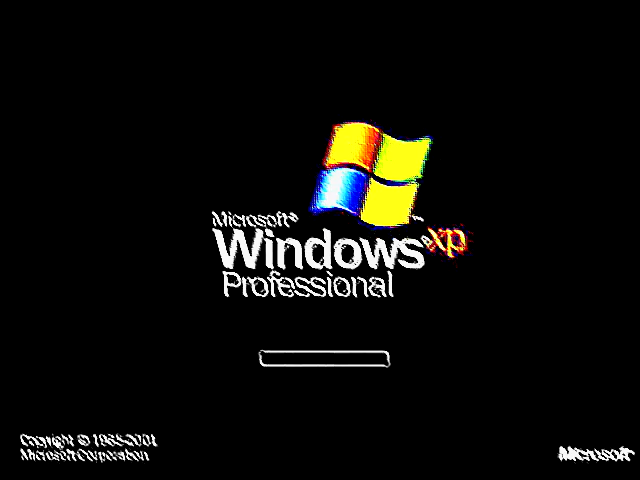 Microsoft®
Windows xp
Professional
Copyright © 1985-2001
Microsoft Corporation
Microsoft